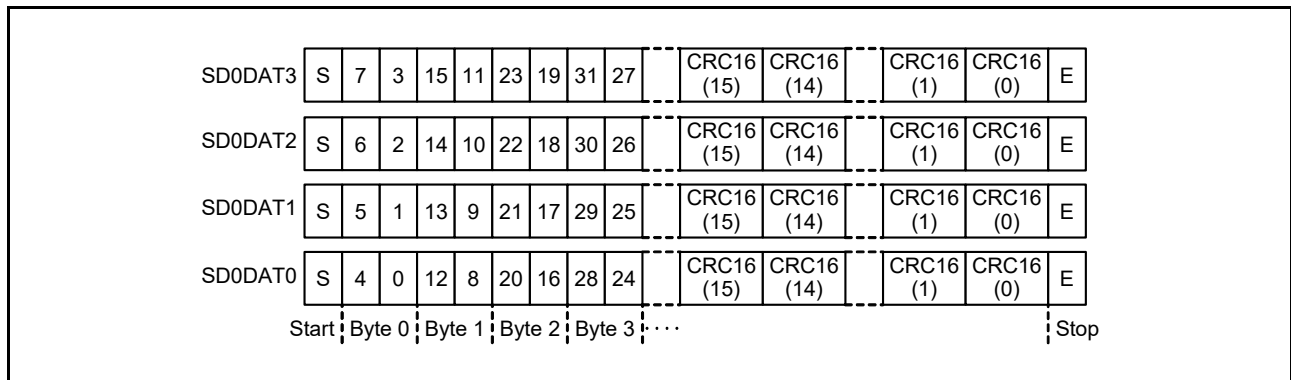 SD0DAT3 S 7 3 15 11 23 19 31 27 CRC16 (15) CRC16 (14) CRC16 (1) CRC16 (0) E
SD0DAT2 S 6 2 14 10 22 18 30 26 CRC16 (15) CRC16 (14) CRC16 (1) CRC16 (0) E
SD0DAT1 S 5 1 13 9 21 17 29 25 CRC16 (15) CRC16 (14) CRC16 (1) CRC16 (0) E
SD0DAT0 S 4 0 12 8 20 16 28 24 CRC16 (15) CRC16 (14) CRC16 (1) CRC16 (0) E
Start Byte 0 Byte 1 Byte 2 Byte 3 ···· Stop